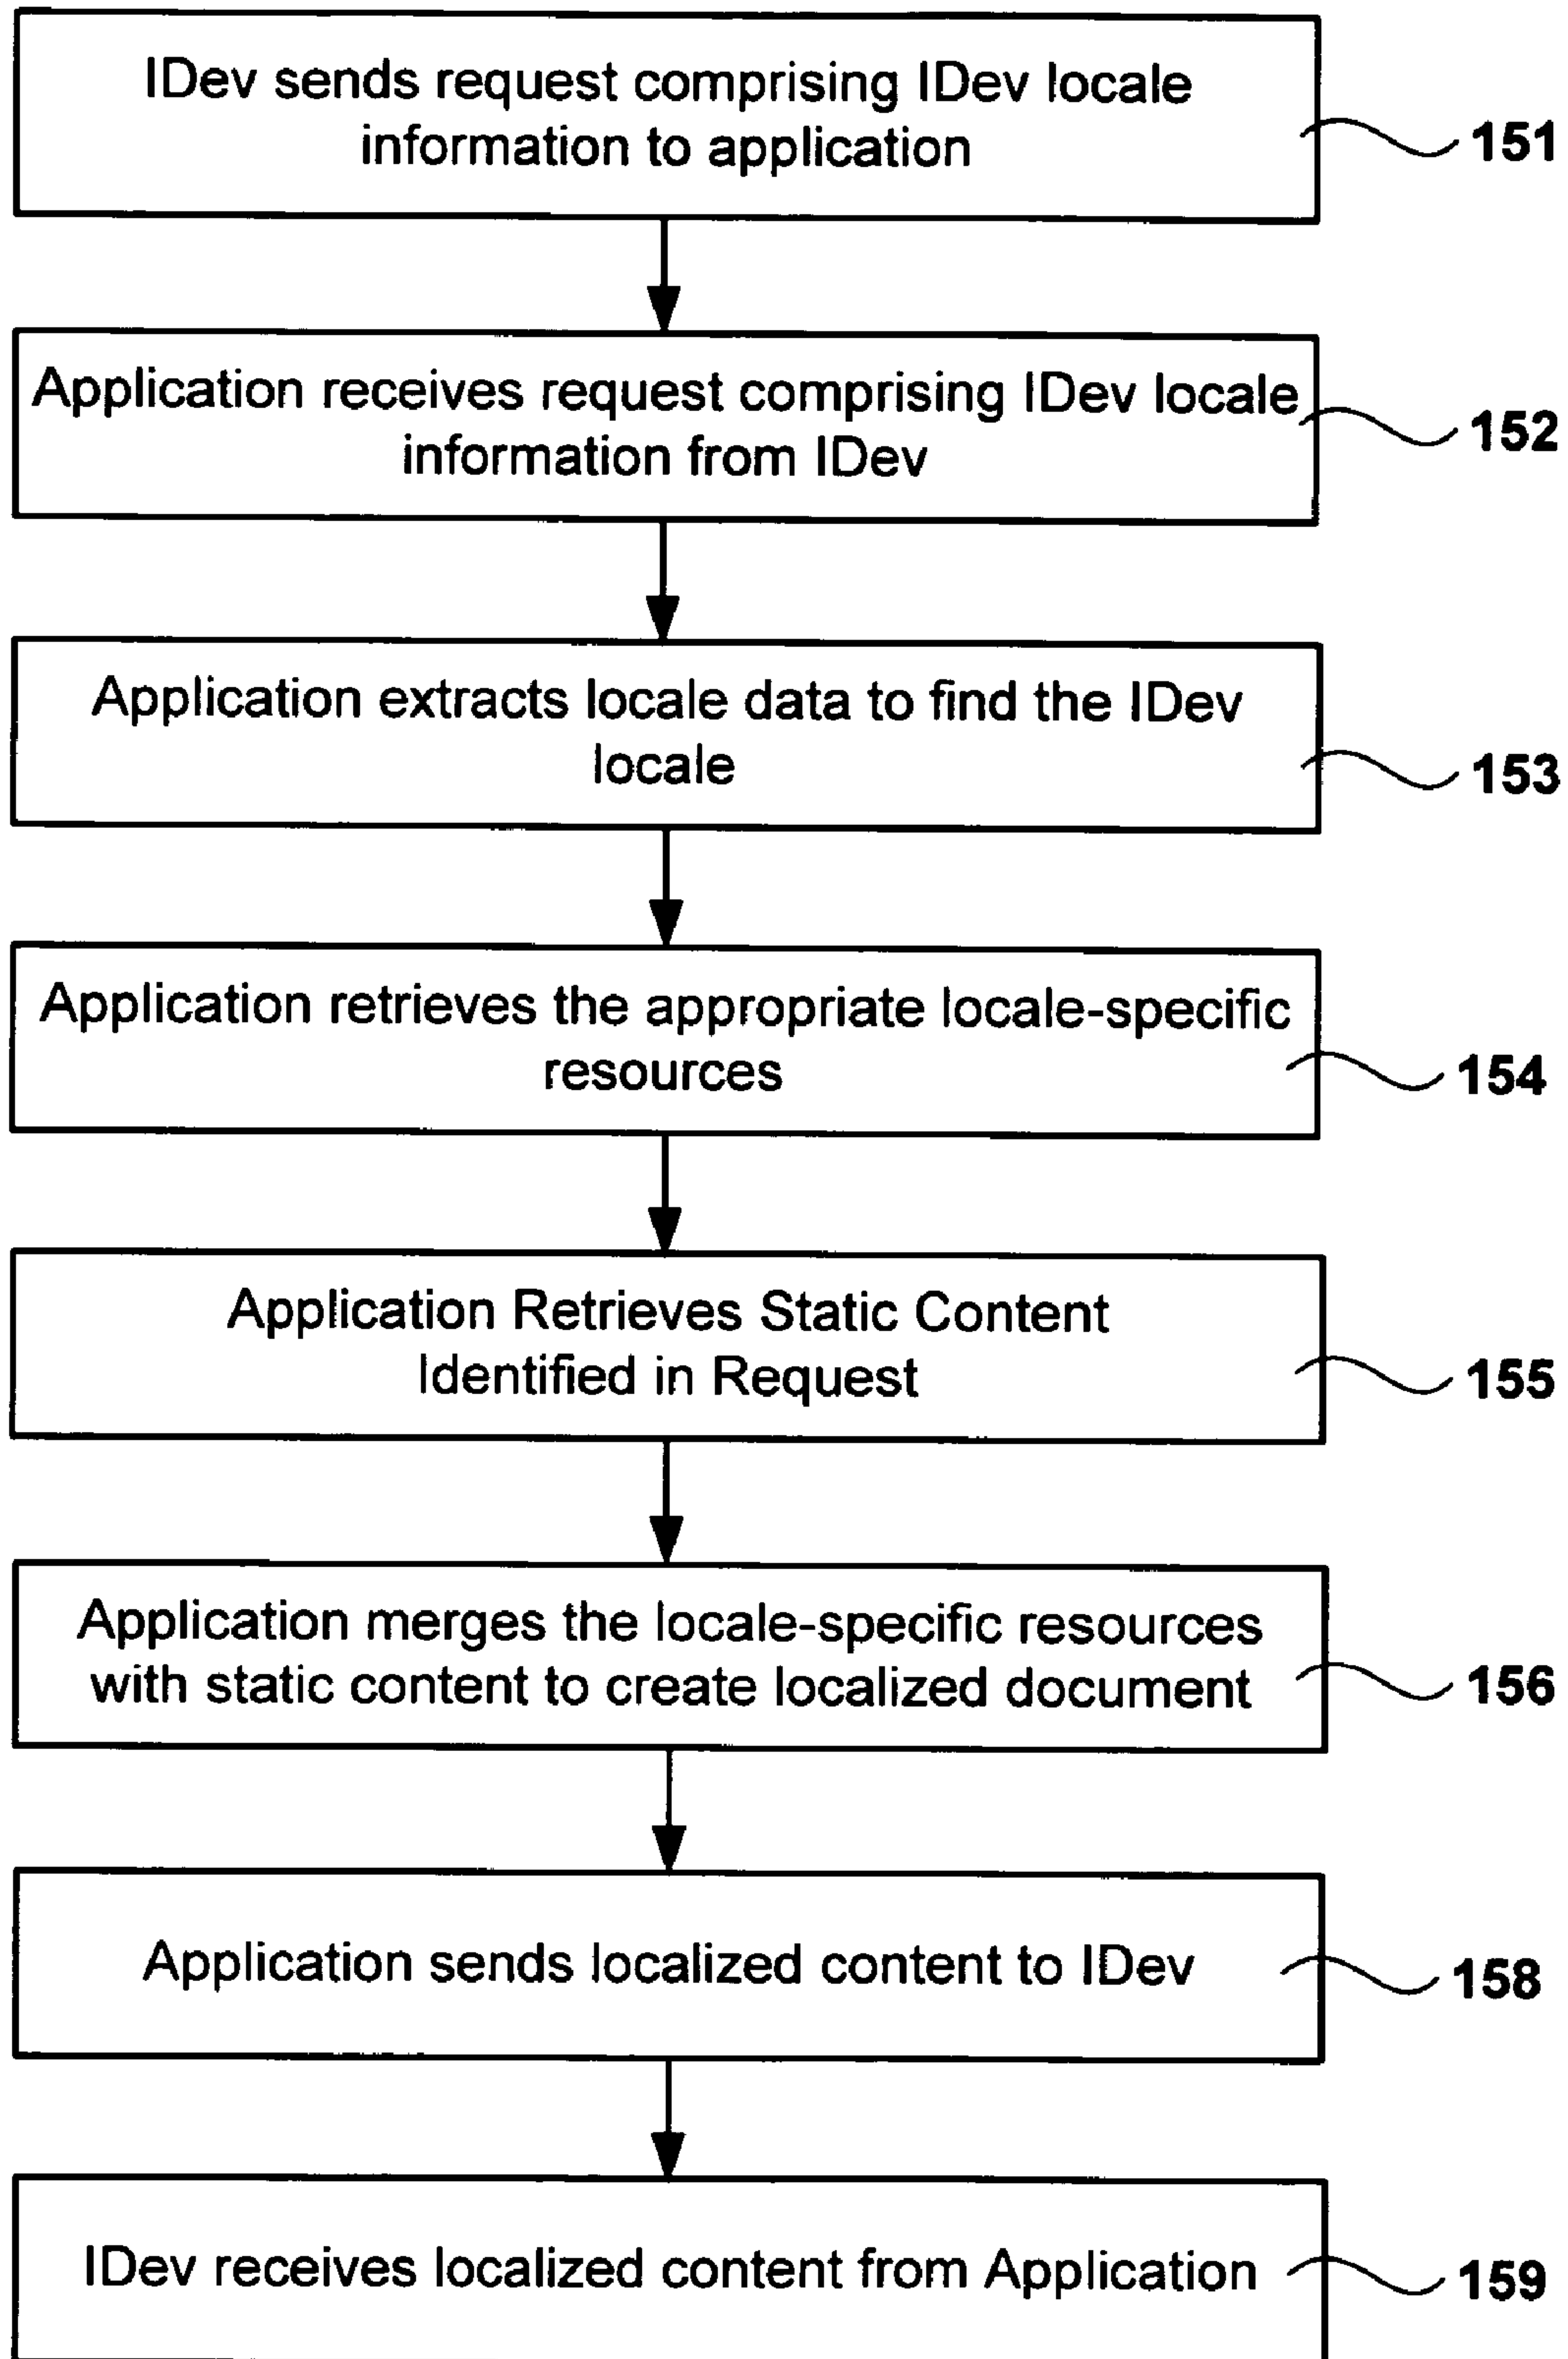 IDev sends request comprising IDev locale
information to application
151
Application receives request comprising IDev locale
information from IDev
152
Application extracts locale data to find the IDev
locale
153
Application retrieves the appropriate locale-specific
resources
154
Application Retrieves Static Content
Identified in Request
155
Application merges the locale-specific resources
with static content to create localized document
156
Application sends localized content to IDev
158
IDev receives localized content from Application
159